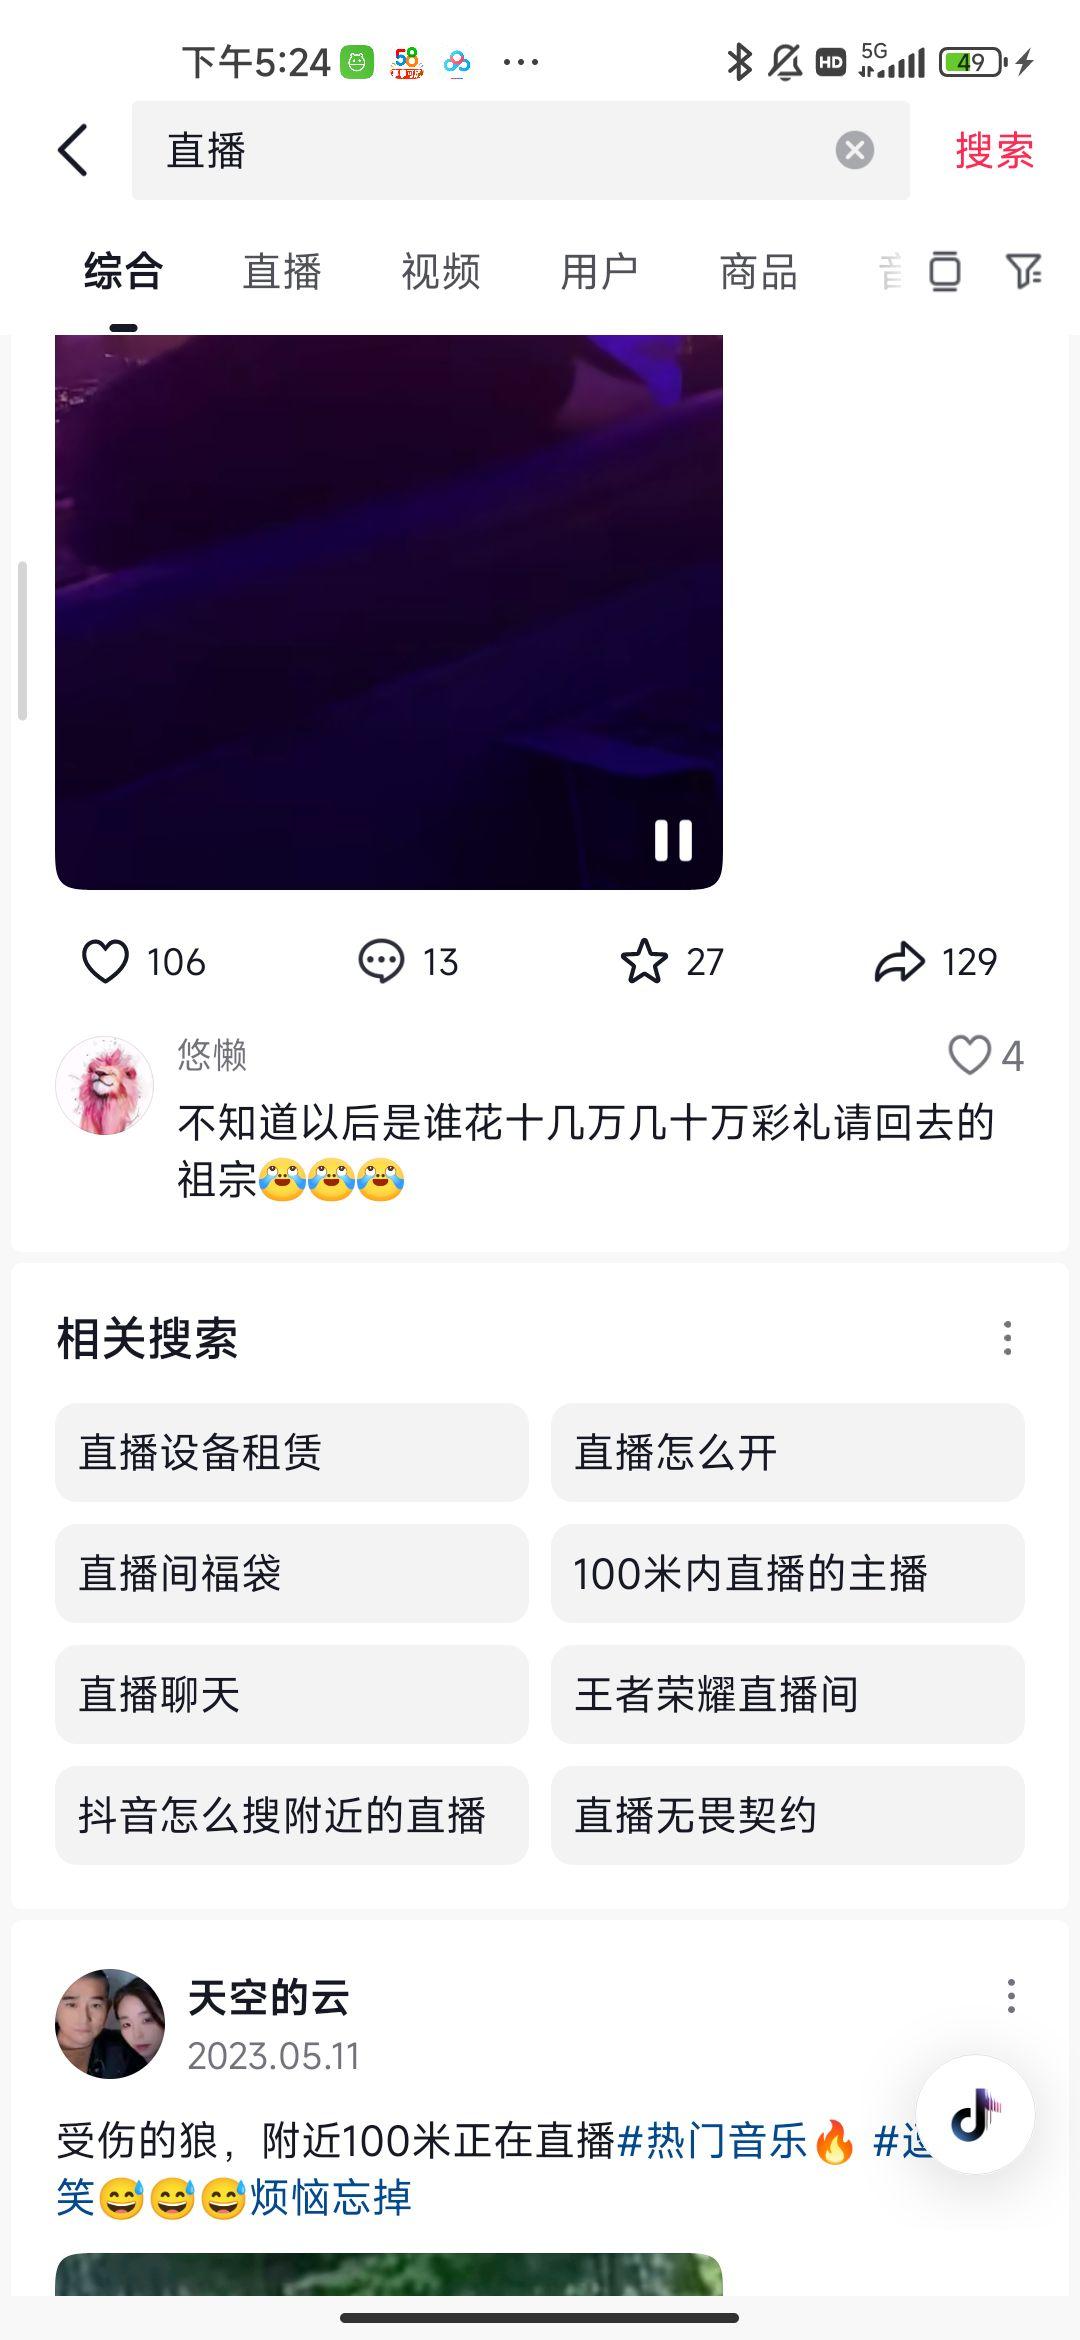 下午5:24
58
HD
5G
49
直播
搜索
综合
直播
视频
用户
商品
106
13
27
129
悠懒
4
不知道以后是谁花十几万几十万彩礼请回去的
祖宗😂😂😂
相关搜索
直播设备租赁
直播怎么开
直播间福袋
100米内直播的主播
直播聊天
王者荣耀直播间
抖音怎么搜附近的直播
直播无畏契约
天空的云
2023.05.11
受伤的狼，附近100米正在直播#热门音乐🔥 #
笑😅😅😅烦恼忘掉